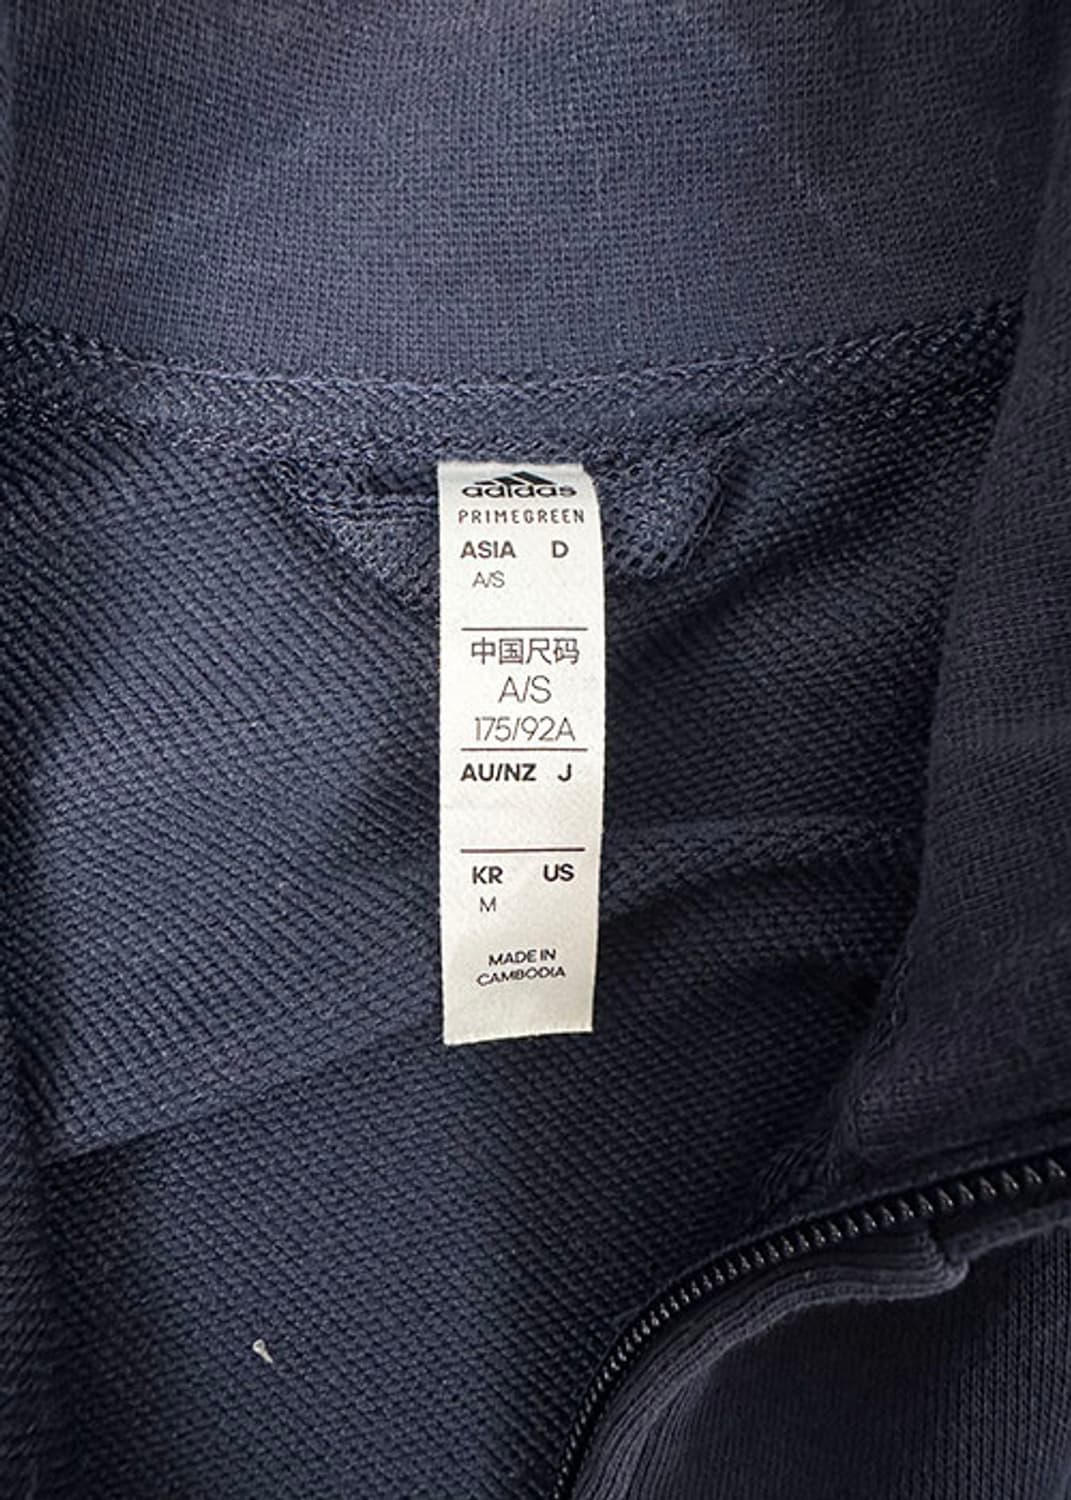 adidas
PRIMEGREEN
ASIA D
A/S
中国尺码
A/S
175/92A
AU/NZ J
KR US
M
MADE IN
CAMBODIA